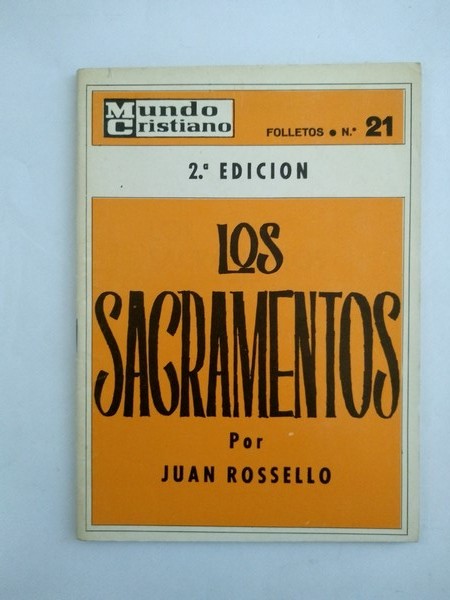 Mundo
Cristiano
FOLLETOS ● N.º 21
2.ª EDICION
LOS
SACRAMENTOS
Por
JUAN ROSSELLO